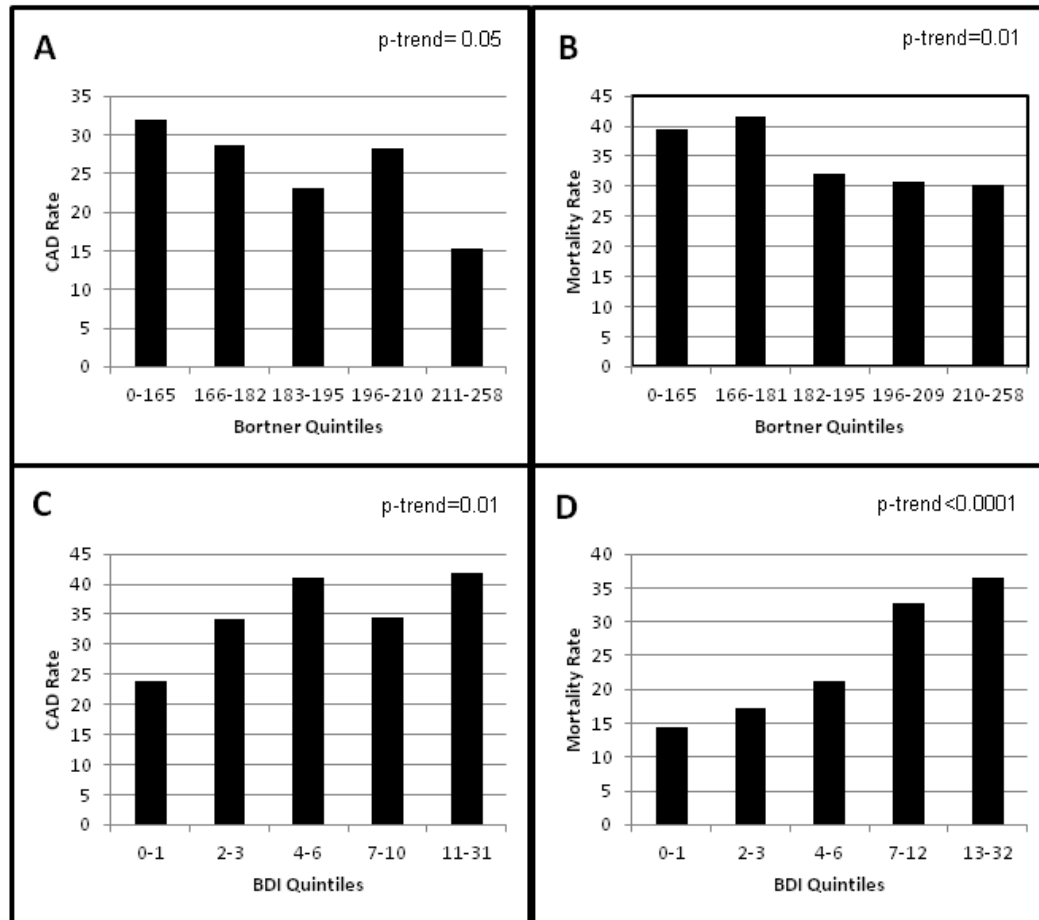 A
p-trend= 0.05
35
30
25
20
15
10
5
0
CAD Rate
0-165 166-182 183-195 196-210 211-258
Bortner Quintiles
B
p-trend=0.01
45
40
35
30
25
20
15
10
5
0
Mortality Rate
0-165 166-181 182-195 196-209 210-258
Bortner Quintiles
C
p-trend=0.01
45
40
35
30
25
20
15
10
5
0
CAD Rate
0-1 2-3 4-6 7-10 11-31
BDI Quintiles
D
p-trend<0.0001
40
35
30
25
20
15
10
5
0
Mortality Rate
0-1 2-3 4-6 7-12 13-32
BDI Quintiles